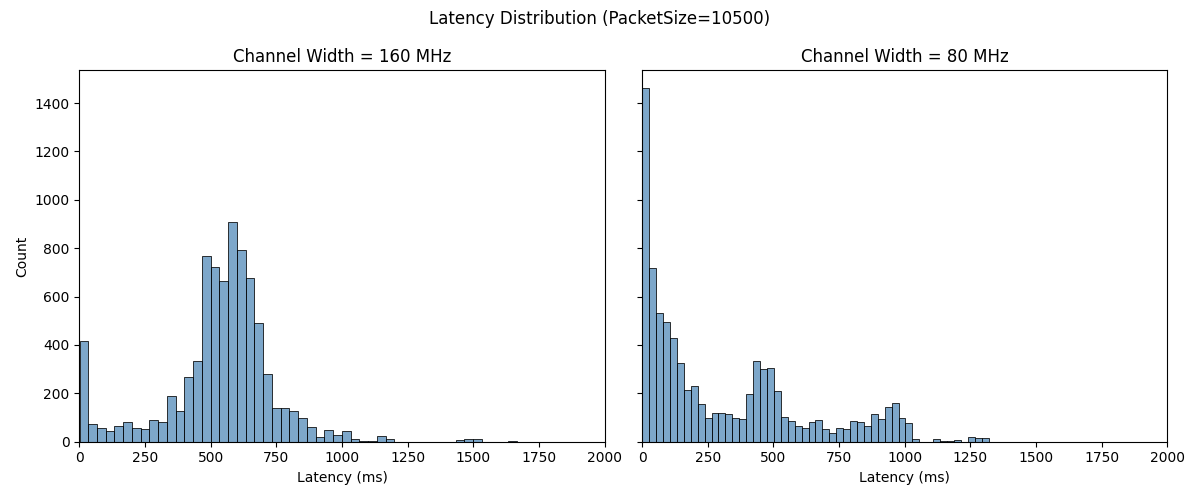 Latency Distribution (PacketSize=10500)
Channel Width = 160 MHz
Channel Width = 80 MHz
Count
1400
1200
1000
800
600
400
200
0
0 250 500 750 1000 1250 1500 1750 2000
0 250 500 750 1000 1250 1500 1750 2000
Latency (ms)
Latency (ms)